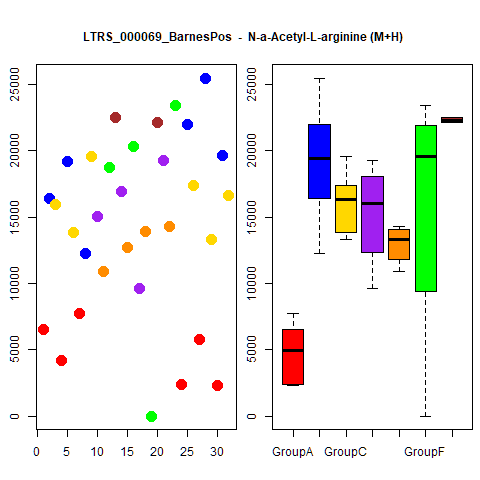 LTRS_000069_BarnesPos - N-a-Acetyl-L-arginine (M+H)
0 5000 10000 15000 20000 25000
0 5 10 15 20 25 30
0 5000 10000 15000 20000 25000
GroupA GroupC GroupF